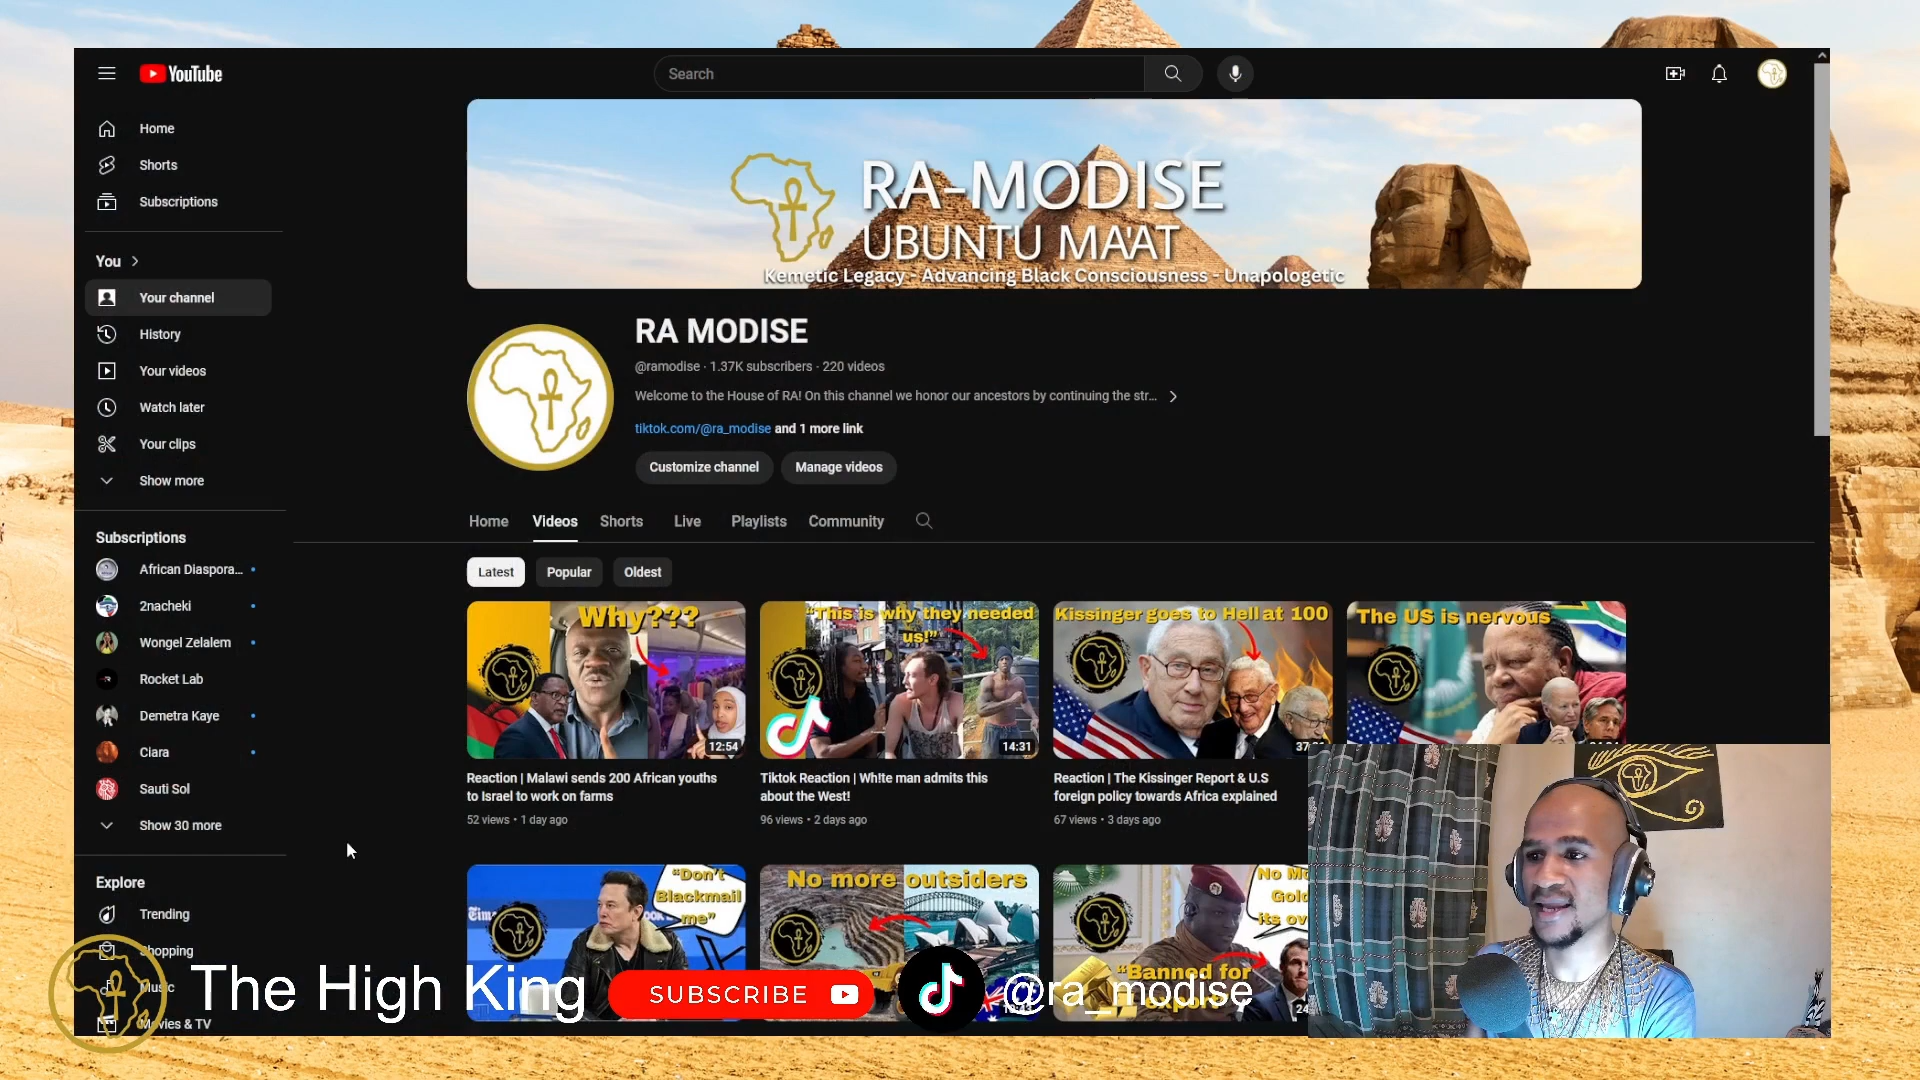 YouTube
Search
Home
Shorts
Subscriptions
You
Your channel
History
Your videos
Watch later
Your clips
Show more
Subscriptions
African Diaspora...
2nacheki
Wongel Zelalem
Rocket Lab
Demetra Kaye
Ciara
Sauti Sol
Show 30 more
Explore
Trending
Shopping
Music
Movies & TV
RA-MODISE
UBUNTU MA'AT
Kemetic Legacy - Advancing Black Consciousness - Unapologetic
RA MODISE
@ramodise · 1.37K subscribers · 220 videos
Welcome to the House of RA! On this channel we honor our ancestors by continuing the str...
tiktok.com/@ra_modise and 1 more link
Customize channel
Manage videos
Home
Videos
Shorts
Live
Playlists
Community
Latest
Popular
Oldest
Why???
12:54
Reaction | Malawi sends 200 African youths
to Israel to work on farms
52 views • 1 day ago
"This is why they needed
us!"
14:31
Tiktok Reaction | Wh!te man admits this
about the West!
96 views • 2 days ago
Kissinger goes to Hell at 100
Reaction | The Kissinger Report & U.S
foreign policy towards Africa explained
67 views • 3 days ago
The US is nervous
"Don't
Blackmail
me"
No more outsiders
"Banned for
export"
The High King
SUBSCRIBE
@ra_modise